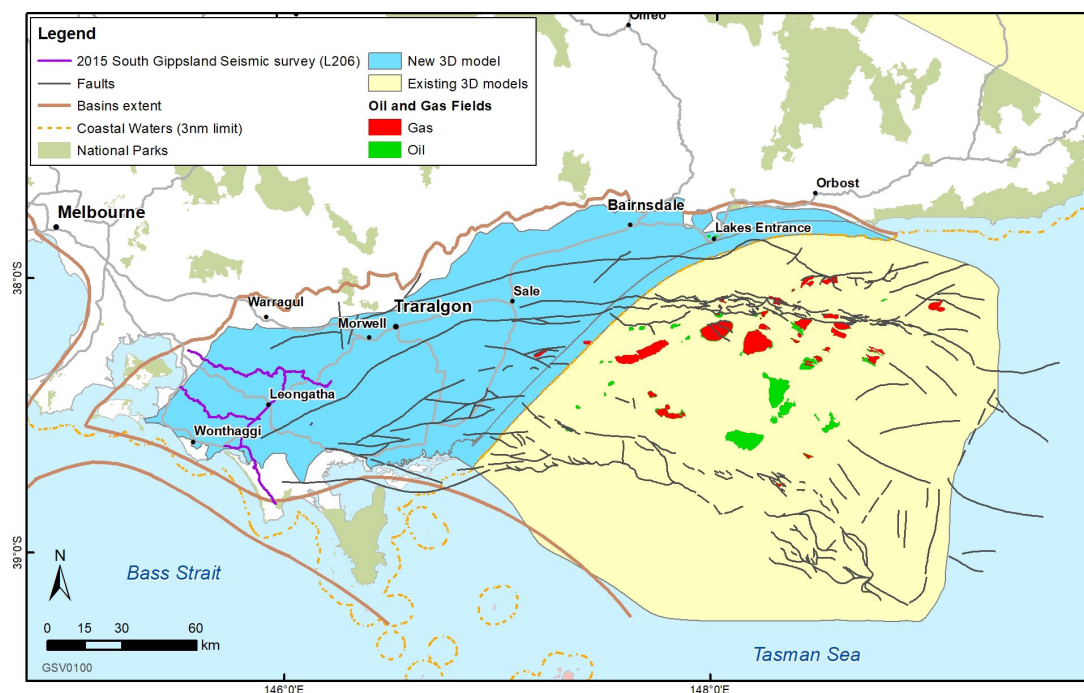 Legend
2015 South Gippsland Seismic survey (L206)
Faults
Basins extent
Coastal Waters (3nm limit)
National Parks
New 3D model
Existing 3D models
Oil and Gas Fields
Gas
Oil
Orbost
Melbourne
Bairnsdale
Lakes Entrance
38°0'S
Sale
Warragul
Traralgon
Morwell
Leongatha
Wonthaggi
39°0'S
N
Bass Strait
0 15 30 60
km
Tasman Sea
GSV0100
146°0'E
148°0'E